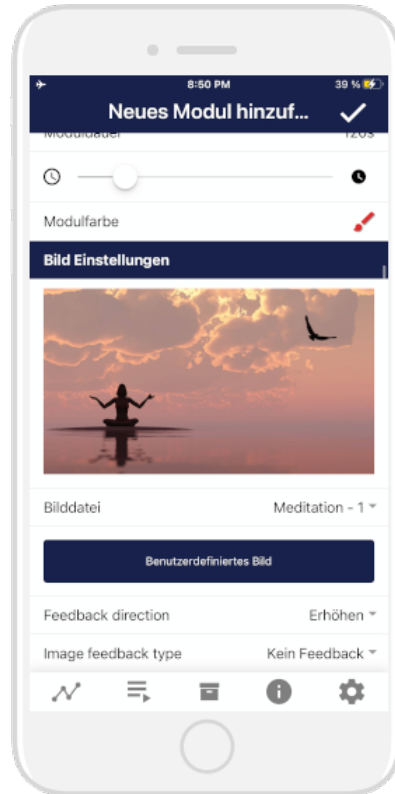 8:50 PM 39 %
Neues Modul hinzuf...
Moduldauer 120s
Modulfarbe
Bild Einstellungen
Bilddatei Meditation - 1
Benutzerdefiniertes Bild
Feedback direction Erhöhen
Image feedback type Kein Feedback